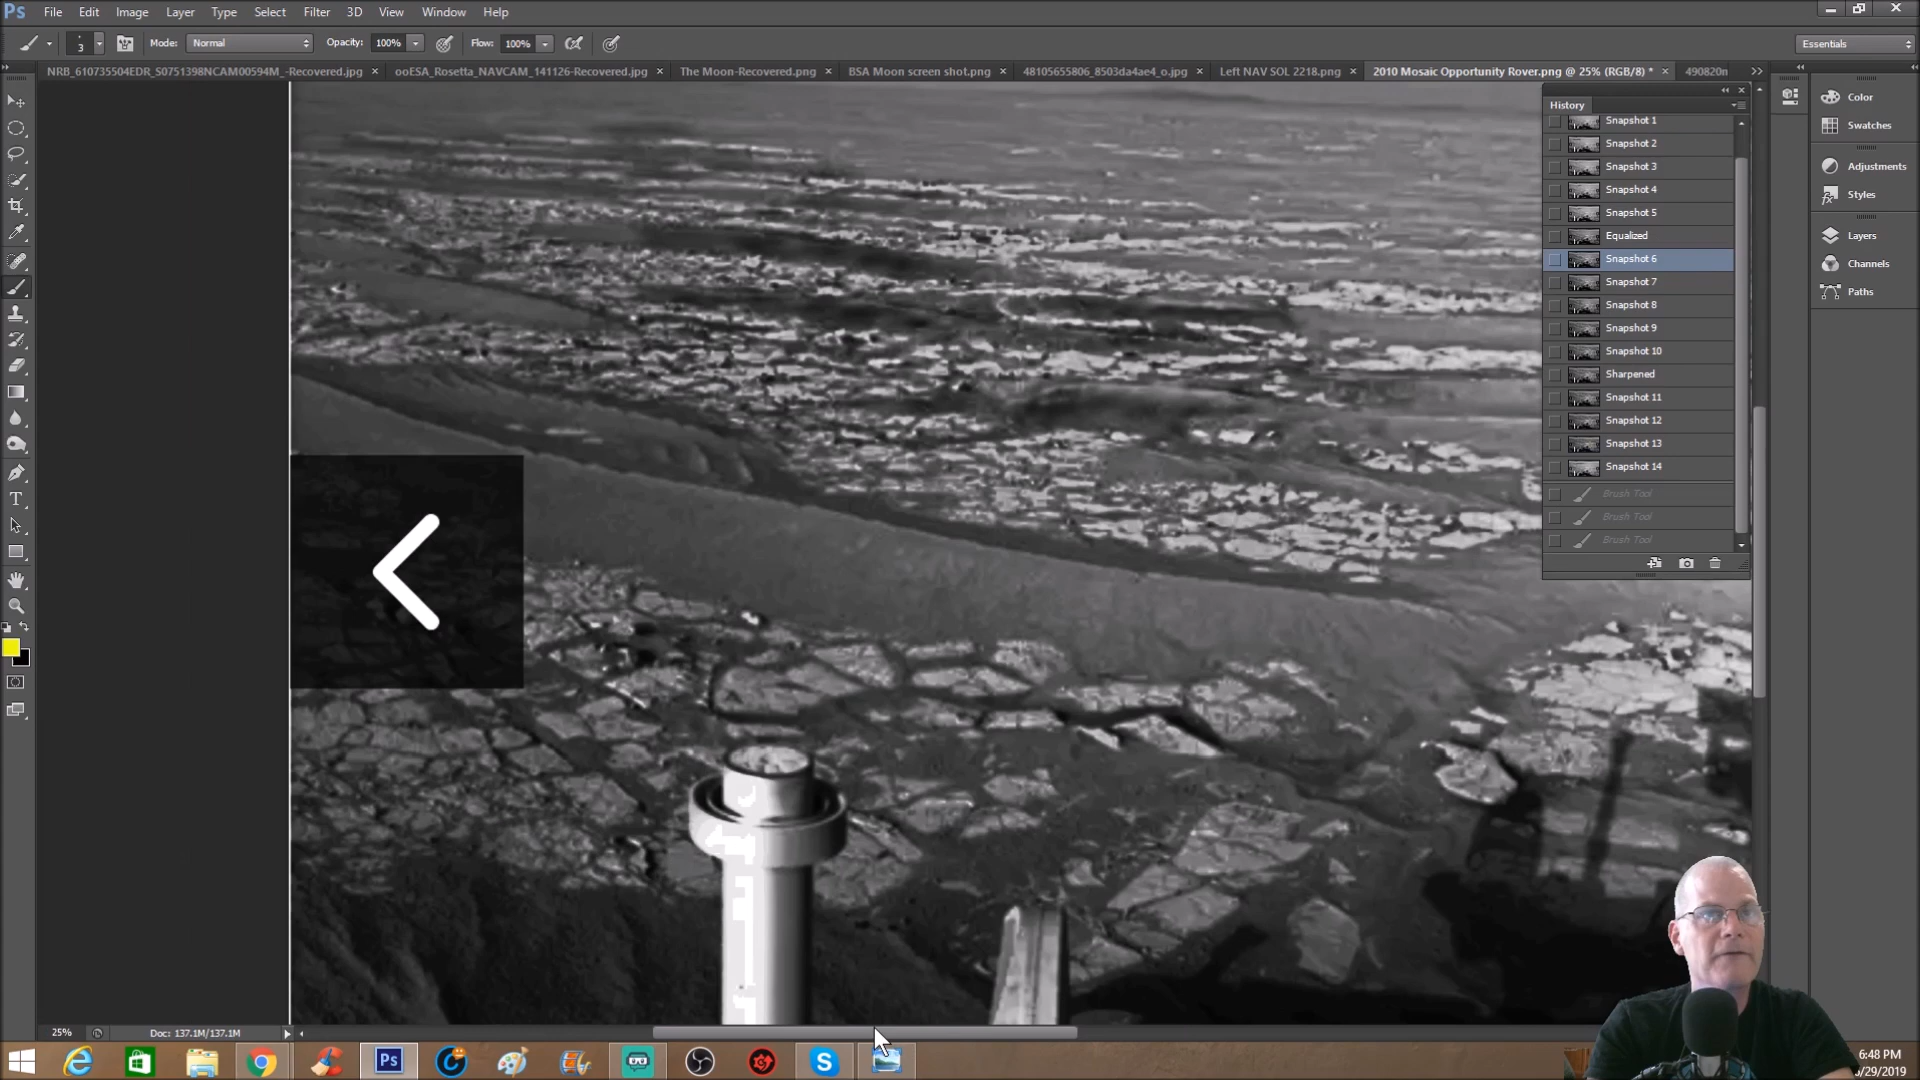 Ps File Edit Image Layer Type Select Filter 3D View Window Help
3 Mode: Normal Opacity: 100% Flow: 100% Essentials
NRB_610735504EDR_S0751398NCAM00594M_-Recovered.jpg × ooESA_Rosetta_NAVCAM_141126-Recovered.jpg × The Moon-Recovered.png × BSA Moon screen shot.png × 48105655806_8503da4ae4_o.jpg × Left NAV SOL 2218.png × 2010 Mosaic Opportunity Rover.png @ 25% (RGB/8) * × 490820n
History
Snapshot 1
Snapshot 2
Snapshot 3
Snapshot 4
Snapshot 5
Equalized
Snapshot 6
Snapshot 7
Snapshot 8
Snapshot 9
Snapshot 10
Sharpened
Snapshot 11
Snapshot 12
Snapshot 13
Snapshot 14
Brush Tool
Brush Tool
Brush Tool
Color
Swatches
Adjustments
Styles
Layers
Channels
Paths
25% Doc: 137.1M/137.1M
Ps
6:48 PM
/29/2019